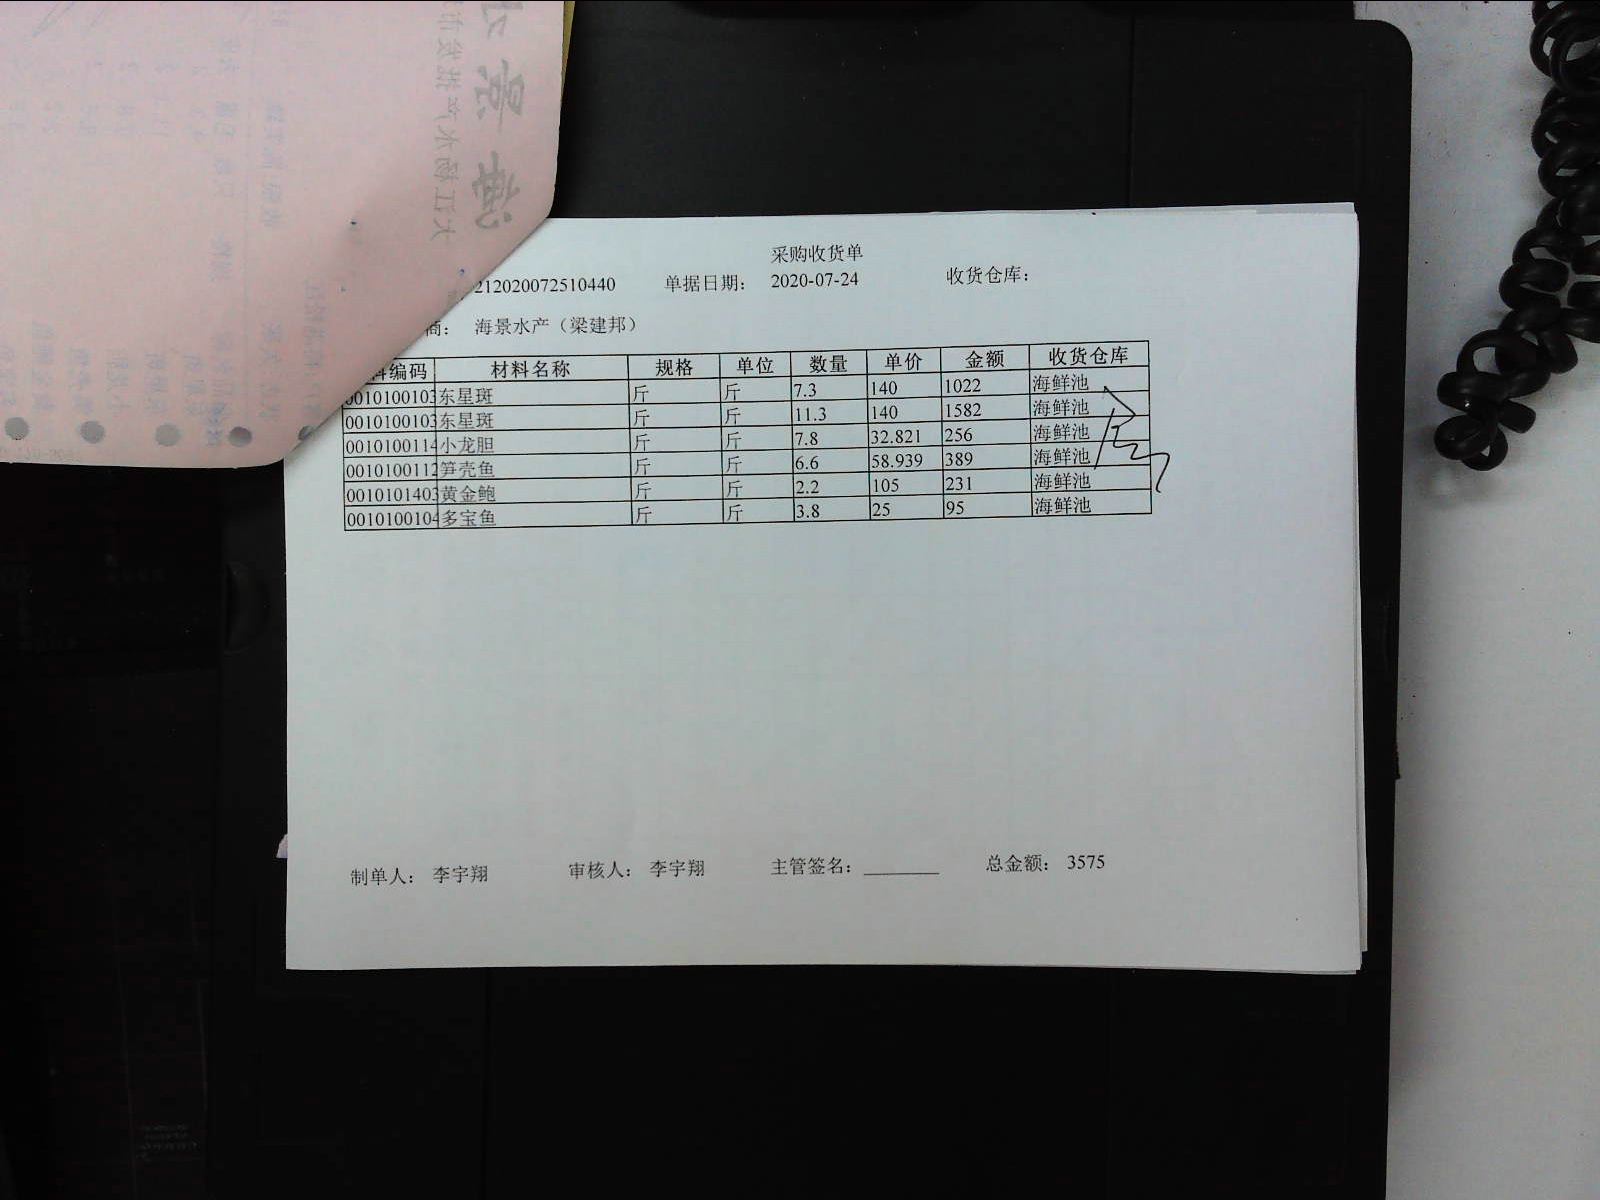 采购收货单
212020072510440 单据日期： 2020-07-24 收货仓库：
商： 海景水产（梁建邦）
料编码 材料名称 规格 单位 数量 单价 金额 收货仓库
0010100103 东星斑 斤 斤 7.3 140 1022 海鲜池
0010100103 东星斑 斤 斤 11.3 140 1582 海鲜池
0010100114 小龙胆 斤 斤 7.8 32.821 256 海鲜池
0010100112 笋壳鱼 斤 斤 6.6 58.939 389 海鲜池
0010101403 黄金鲍 斤 斤 2.2 105 231 海鲜池
0010100104 多宝鱼 斤 斤 3.8 25 95 海鲜池
制单人： 李宇翔 审核人： 李宇翔 主管签名：________ 总金额： 3575